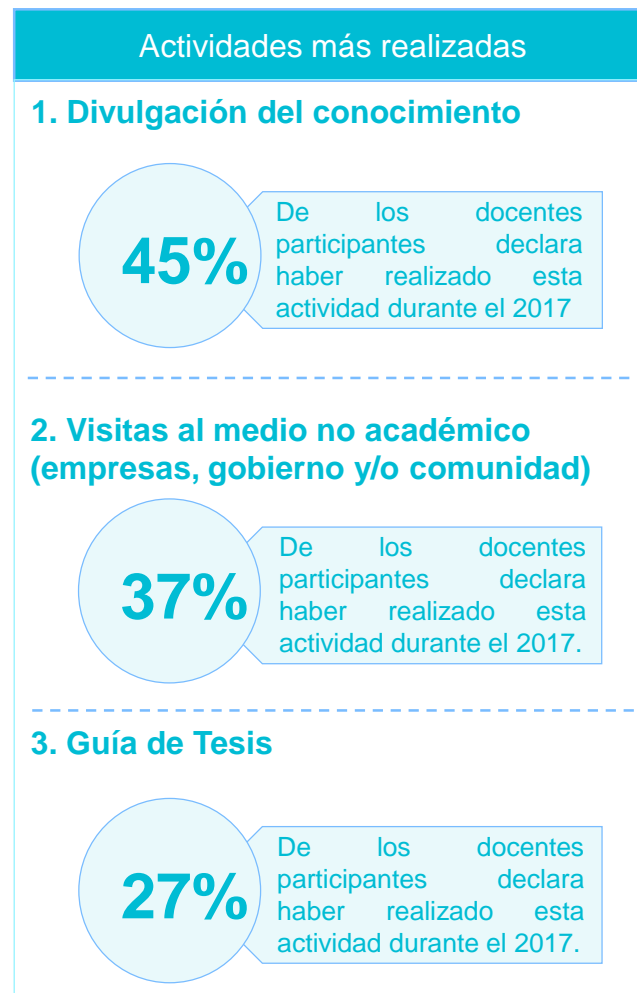 Actividades más realizadas
1. Divulgación del conocimiento
45%
De los docentes
participantes declara
haber realizado esta
actividad durante el 2017
2. Visitas al medio no académico
(empresas, gobierno y/o comunidad)
37%
De los docentes
participantes declara
haber realizado esta
actividad durante el 2017.
3. Guía de Tesis
27%
De los docentes
participantes declara
haber realizado esta
actividad durante el 2017.